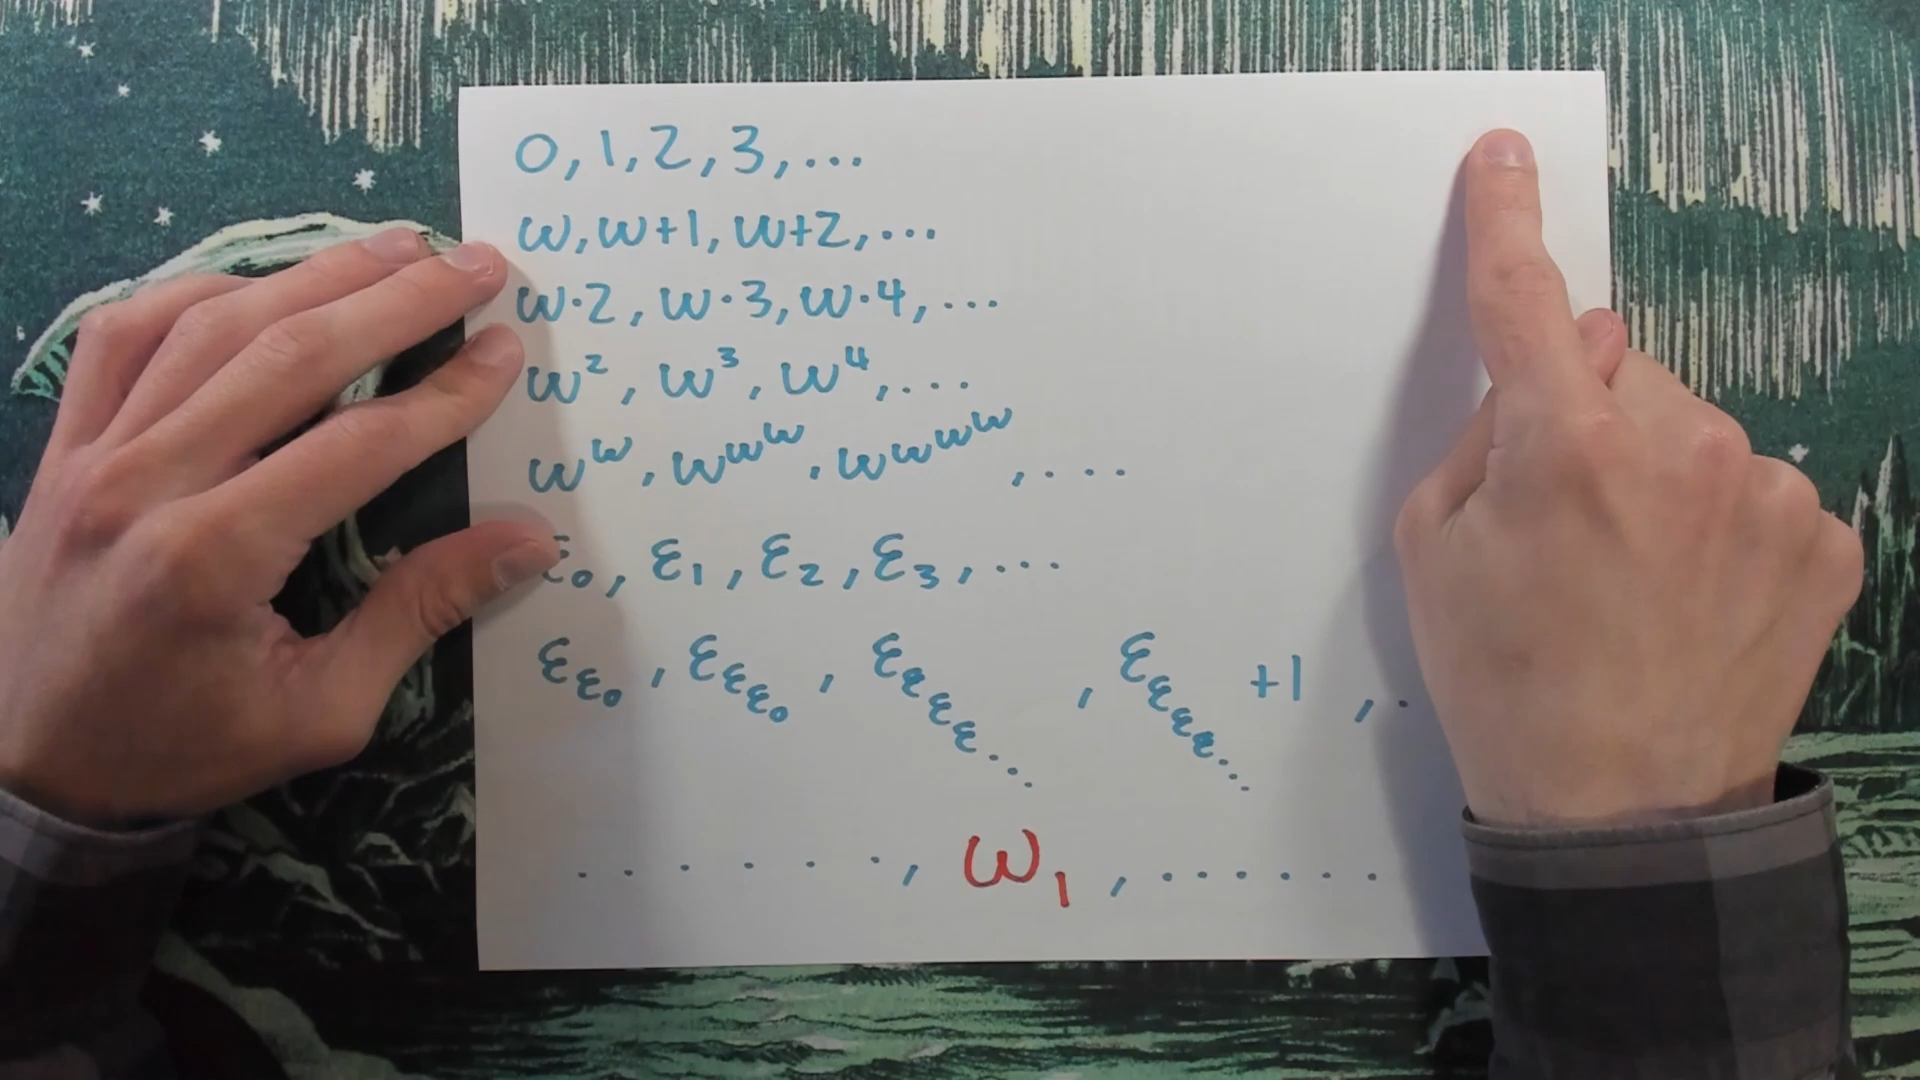 0, 1, 2, 3, ...
ω, ω+1, ω+2, ...
ω·2, ω·3, ω·4, ...
ω², ω³, ω⁴, ...
ω^ω, ω^ω^ω, ω^ω^ω^ω, ....
ε₀, ε₁, ε₂, ε₃, ...
ε_ε₀, ε_ε_ε₀, ε_ε_ε_ε..., ε_ε_ε_ε... +1, .
. . . . . ., ω₁, . . . . . .